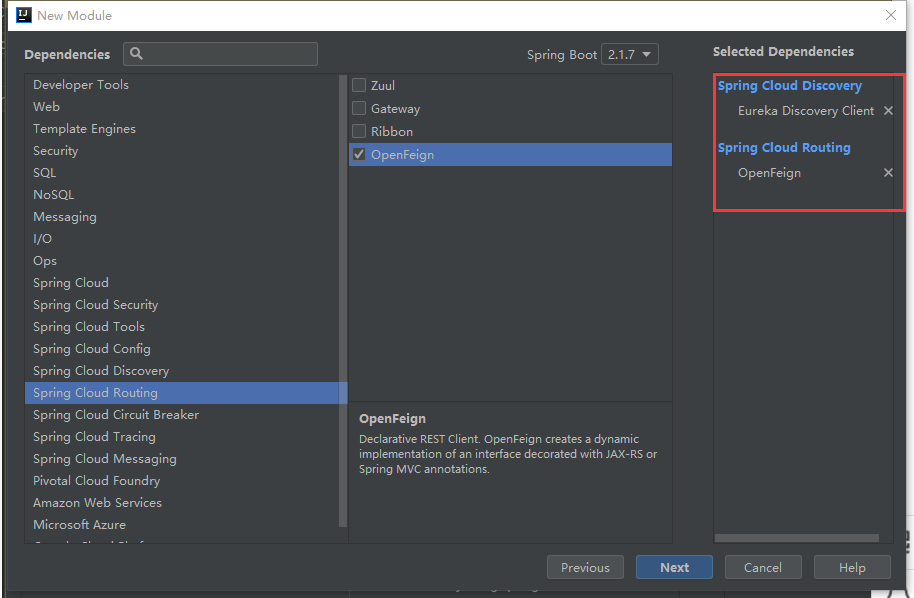 New Module
Dependencies
Spring Boot 2.1.7
Selected Dependencies
Developer Tools
Web
Template Engines
Security
SQL
NoSQL
Messaging
I/O
Ops
Spring Cloud
Spring Cloud Security
Spring Cloud Tools
Spring Cloud Config
Spring Cloud Discovery
Spring Cloud Routing
Spring Cloud Circuit Breaker
Spring Cloud Tracing
Spring Cloud Messaging
Pivotal Cloud Foundry
Amazon Web Services
Microsoft Azure
Zuul
Gateway
Ribbon
OpenFeign
OpenFeign
Declarative REST Client. OpenFeign creates a dynamic
implementation of an interface decorated with JAX-RS or
Spring MVC annotations.
Spring Cloud Discovery
Eureka Discovery Client
Spring Cloud Routing
OpenFeign
Previous
Next
Cancel
Help